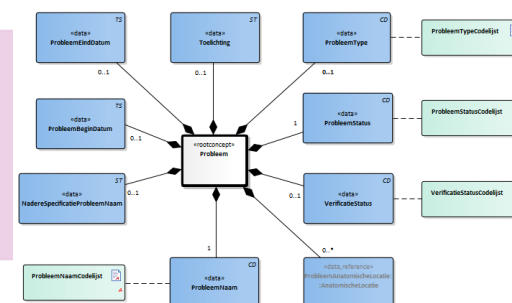 TS
«data»
ProbleemEindDatum
0..1
ST
«data»
Toelichting
0..1
CD
«data»
ProbleemType
0..1
ProbleemTypeCodelijst
TS
«data»
ProbleemBeginDatum
0..1
CD
«data»
ProbleemStatus
1
ProbleemStatusCodelijst
«rootconcept»
Probleem
ST
«data»
NadereSpecificatieProbleemNaam
0..1
CD
«data»
VerificatieStatus
0..1
VerificatieStatusCodelijst
ProbleemNaamCodelijst
CD
«data»
ProbleemNaam
1
«data,reference»
ProbleemAnatomischeLocatie:
:AnatomischeLocatie
0..*